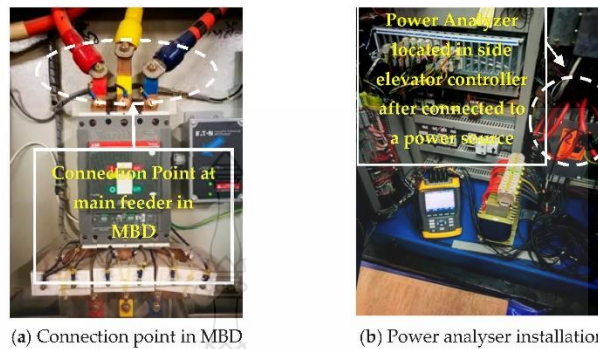 Connection Point at
main feeder in
MBD
EATON
Power Analyzer
located in side
elevator controller
after connected to
a power source
(a) Connection point in MBD
(b) Power analyser installation